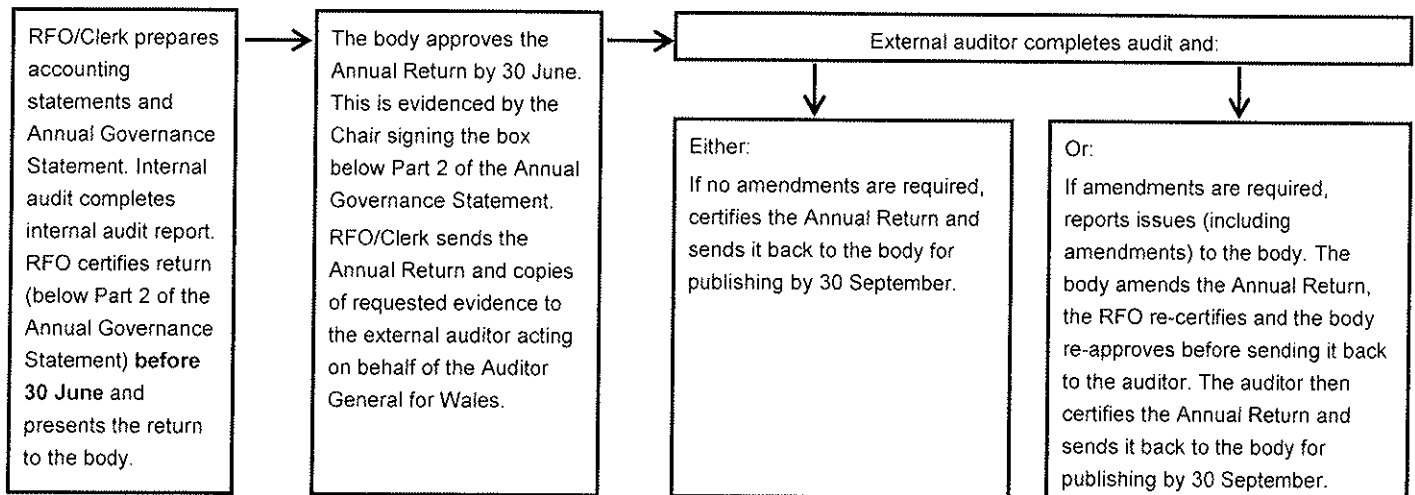 RFO/Clerk prepares
accounting
statements and
Annual Governance
Statement. Internal
audit completes
internal audit report.
RFO certifies return
(below Part 2 of the
Annual Governance
Statement) before
30 June and
presents the return
to the body.
The body approves the
Annual Return by 30 June.
This is evidenced by the
Chair signing the box
below Part 2 of the Annual
Governance Statement.
RFO/Clerk sends the
Annual Return and copies
of requested evidence to
the external auditor acting
on behalf of the Auditor
General for Wales.
External auditor completes audit and:
Either:
If no amendments are required,
certifies the Annual Return and
sends it back to the body for
publishing by 30 September.
Or:
If amendments are required,
reports issues (including
amendments) to the body. The
body amends the Annual Return,
the RFO re-certifies and the body
re-approves before sending it back
to the auditor. The auditor then
certifies the Annual Return and
sends it back to the body for
publishing by 30 September.